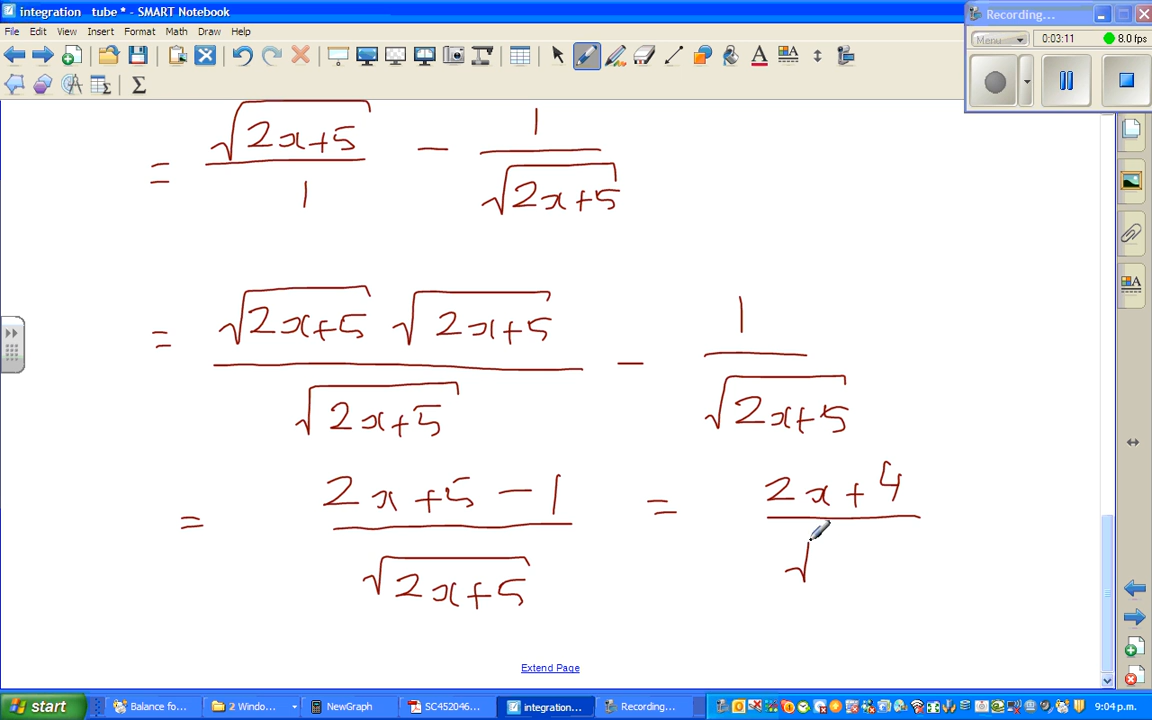 integration tube * - SMART Notebook
Recording...
File Edit View Insert Format Math Draw Help
Menu 0:03:11 8.0 fps
= √(2x+5)/1 - 1/√(2x+5)
= √(2x+5) √(2x+5)/√(2x+5) - 1/√(2x+5)
= 2x+5-1/√(2x+5) = 2x+4/√
Extend Page
start Balance fo... 2 Windo... NewGraph SC452046... integration... Recording... 9:04 p.m.